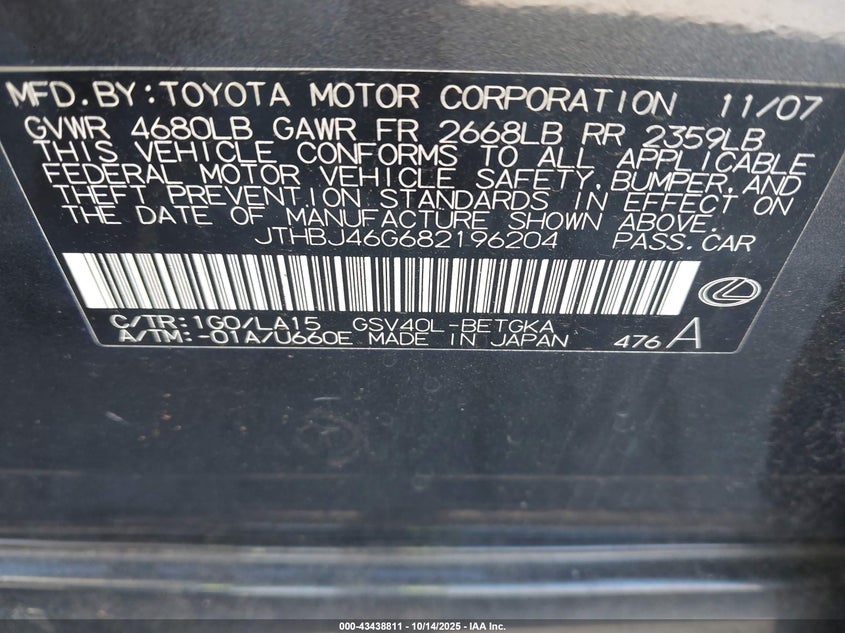 MFD.BY:TOYOTA MOTOR CORPORATION 11/07
GVWR 4680LB GAWR FR 2668LB RR 2359LB
THIS VEHICLE CONFORMS TO ALL APPLICABLE
FEDERAL MOTOR VEHICLE SAFETY,BUMPER,AND
THEFT PREVENTION STANDARDS IN EFFECT ON
THE DATE OF MANUFACTURE SHOWN ABOVE.
JTHBJ46G682196204 PASS.CAR
C/TR:1G0/LA15 GSV40L-BETGKA
A/TM:-01A/U660E MADE IN JAPAN 476 A
000-43438811 - 10/14/2025 - IAA Inc.